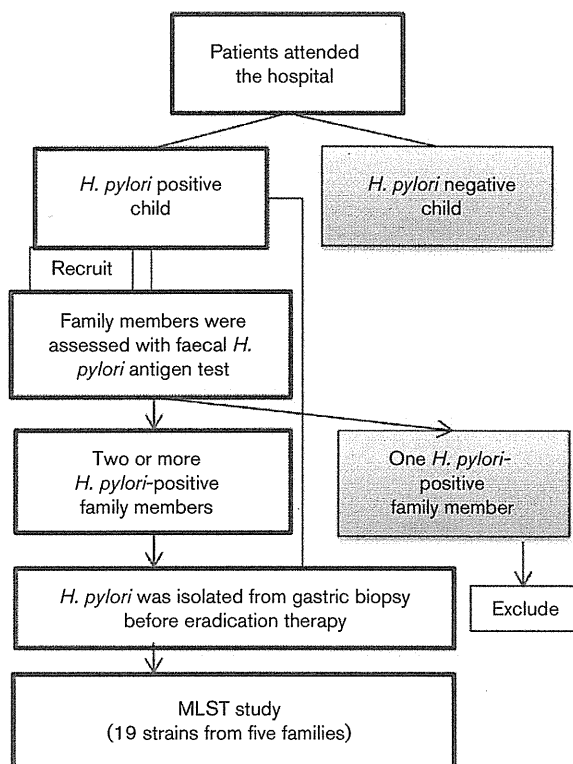 Patients attended
the hospital
H. pylori positive
child
H. pylori negative
child
Recruit
Family members were
assessed with faecal H.
pylori antigen test
Two or more
H. pylori-positive
family members
One H. pylori-
positive
family member
H. pylori was isolated from gastric biopsy
before eradication therapy
Exclude
MLST study
(19 strains from five families)